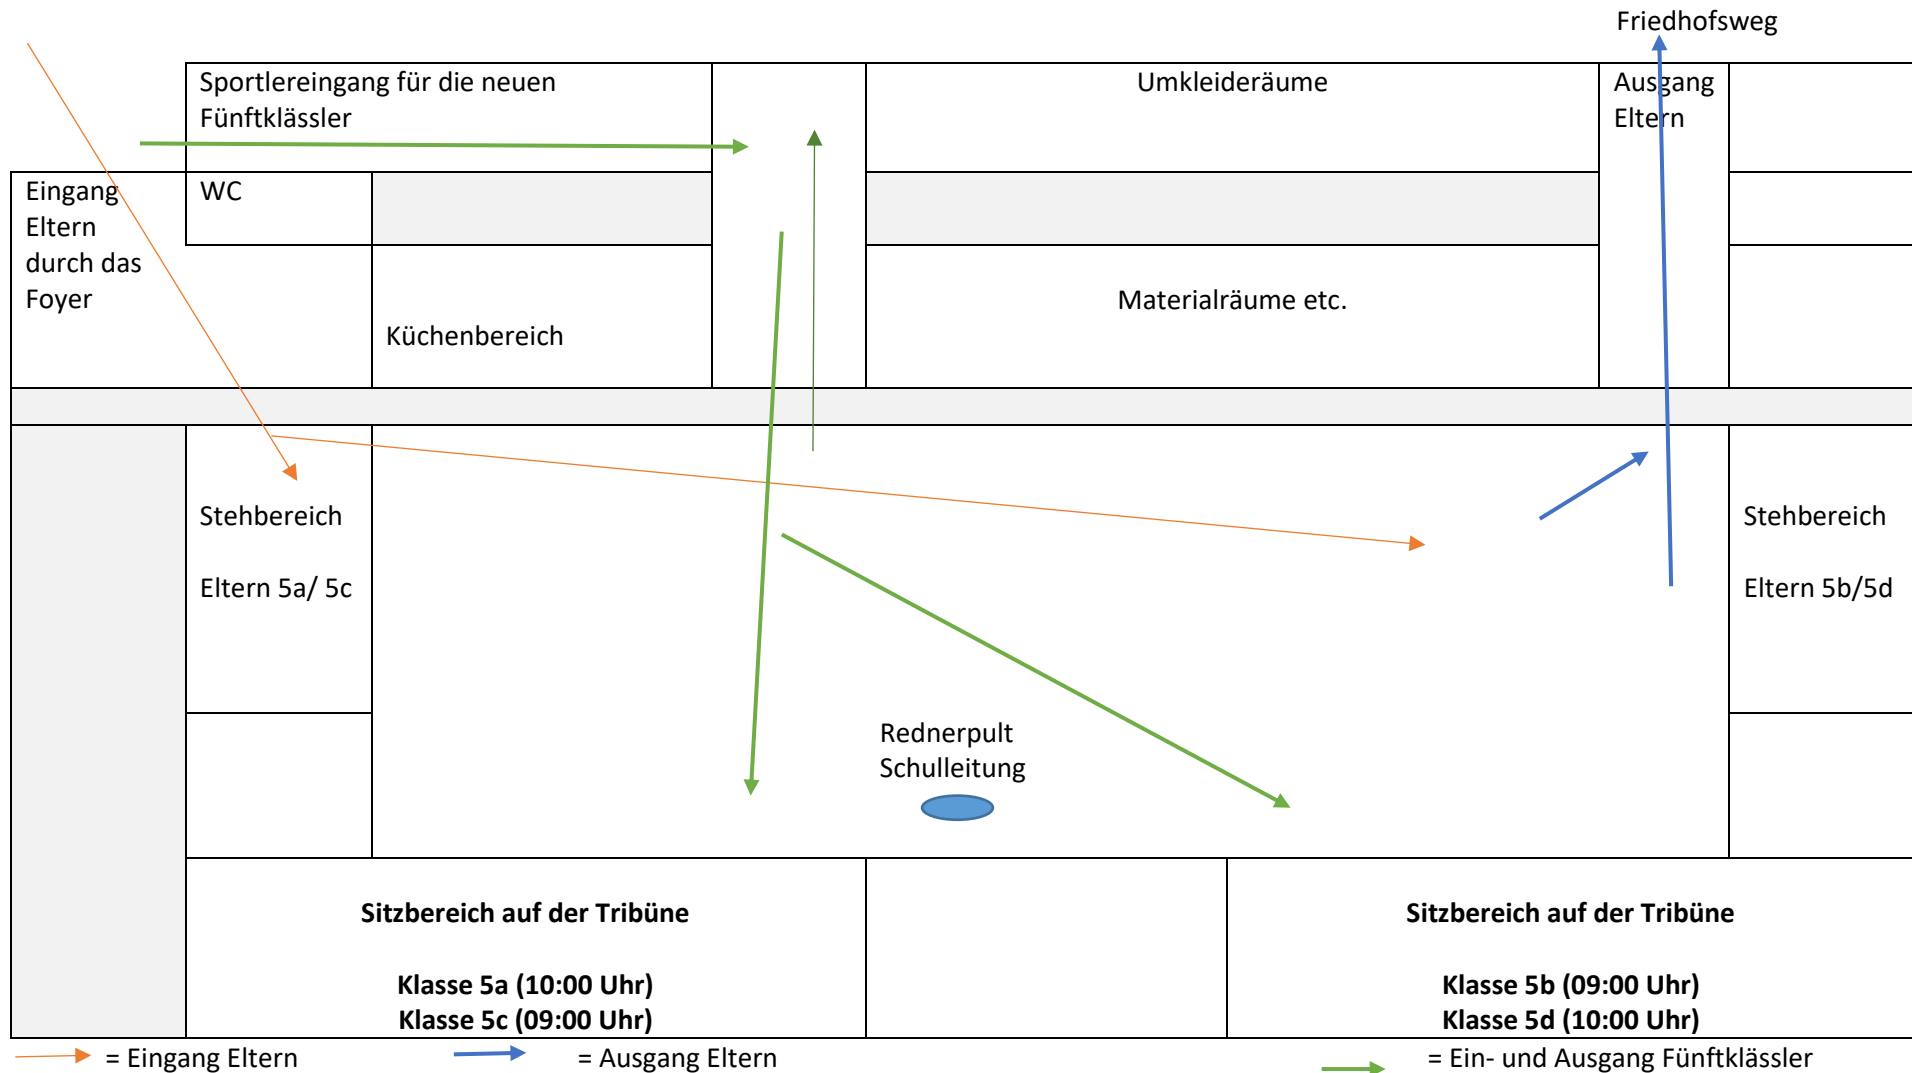 Friedhofsweg
Sportlereingang für die neuen
Fünftklässler
Umkleideräume
Ausgang
Eltern
Eingang
Eltern
durch das
Foyer
WC
Küchenbereich
Materialräume etc.
Stehbereich
Eltern 5a/ 5c
Stehbereich
Eltern 5b/5d
Rednerpult
Schulleitung
Sitzbereich auf der Tribüne
Klasse 5a (10:00 Uhr)
Klasse 5c (09:00 Uhr)
Sitzbereich auf der Tribüne
Klasse 5b (09:00 Uhr)
Klasse 5d (10:00 Uhr)
= Eingang Eltern
= Ausgang Eltern
= Ein- und Ausgang Fünftklässler